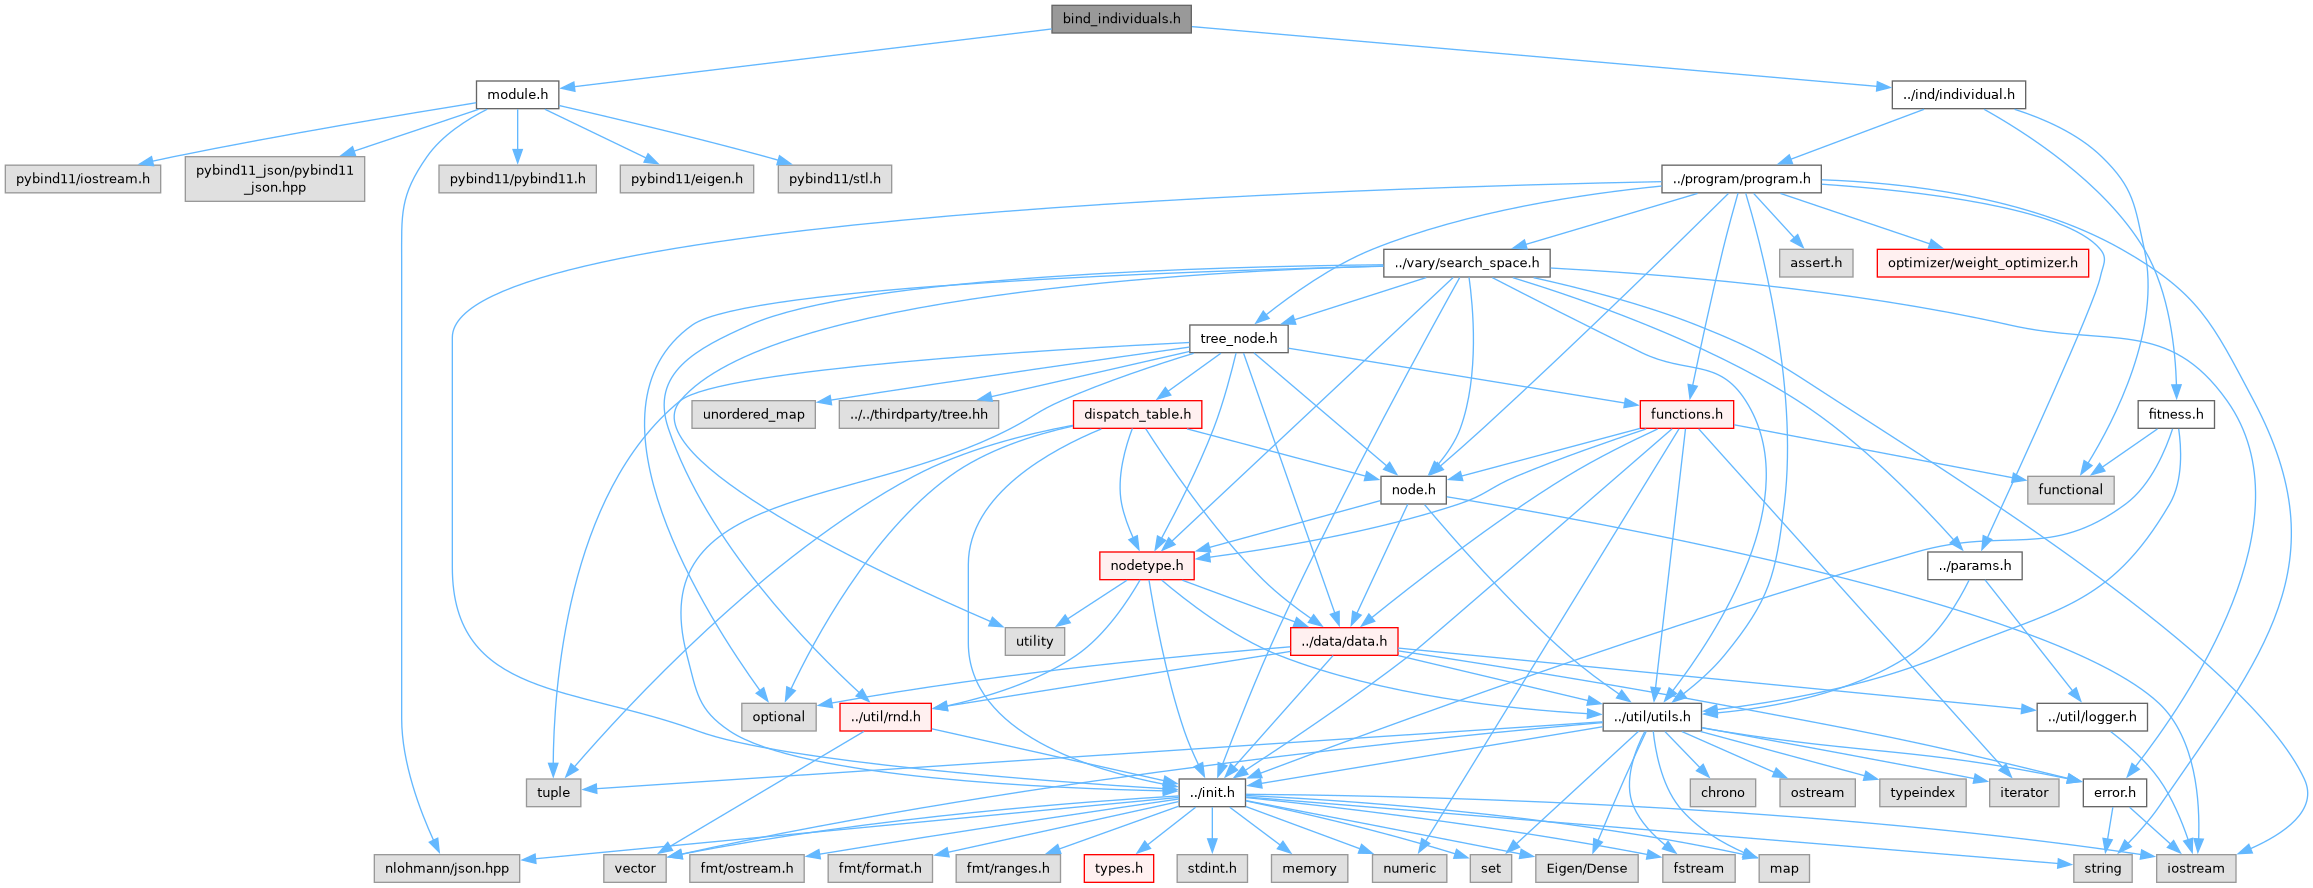 bind_individuals.h
module.h
../ind/individual.h
pybind11/iostream.h
pybind11_json/pybind11
_json.hpp
pybind11/pybind11.h
pybind11/eigen.h
pybind11/stl.h
../program/program.h
../vary/search_space.h
assert.h
optimizer/weight_optimizer.h
tree_node.h
unordered_map
../../thirdparty/tree.hh
dispatch_table.h
functions.h
fitness.h
node.h
functional
nodetype.h
../params.h
utility
../data/data.h
optional
../util/rnd.h
../util/utils.h
../util/logger.h
tuple
../init.h
chrono
ostream
typeindex
iterator
error.h
nlohmann/json.hpp
vector
fmt/ostream.h
fmt/format.h
fmt/ranges.h
types.h
stdint.h
memory
numeric
set
Eigen/Dense
fstream
map
string
iostream